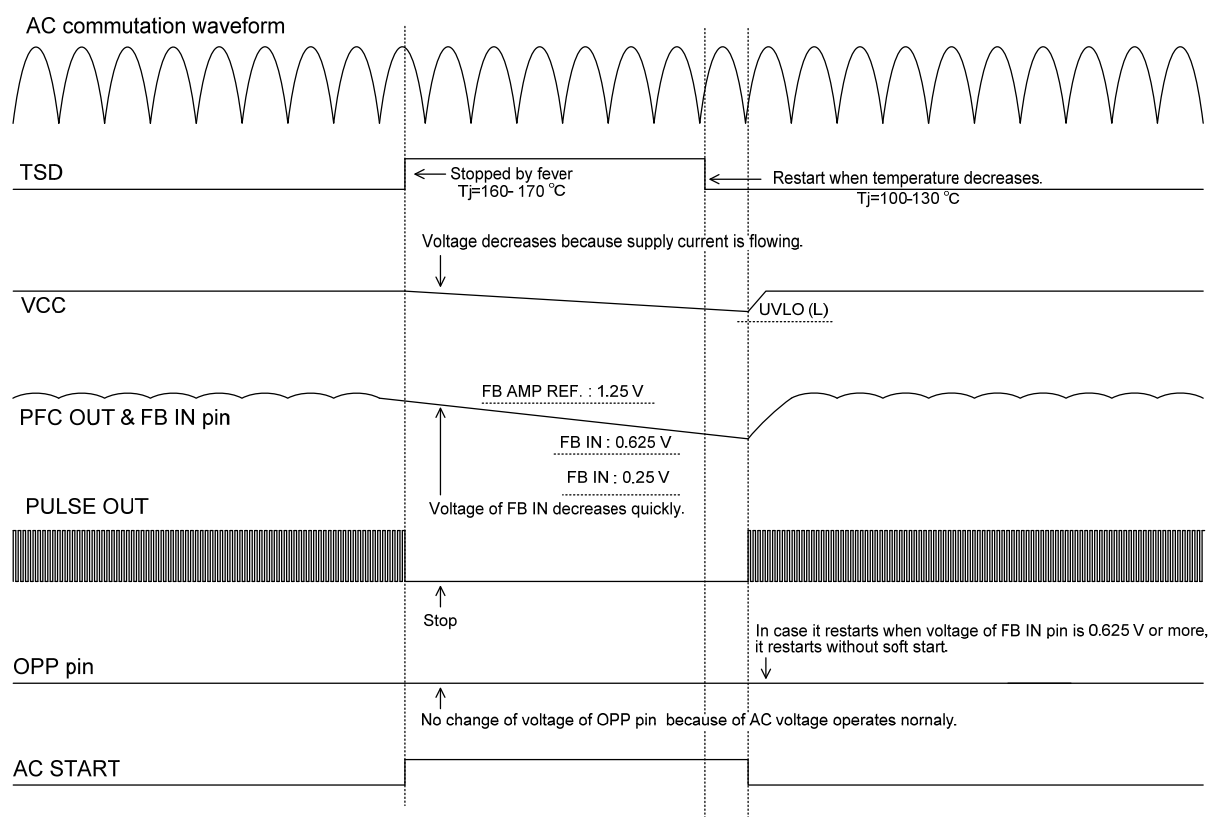 AC commutation waveform
TSD
Stopped by fever
Tj=160- 170 °C
Restart when temperature decreases.
Tj=100-130 °C
Voltage decreases because supply current is flowing.
VCC
UVLO (L)
FB AMP REF. : 1.25 V
PFC OUT & FB IN pin
FB IN : 0.625 V
FB IN : 0.25 V
PULSE OUT
Voltage of FB IN decreases quickly.
Stop
In case it restarts when voltage of FB IN pin is 0.625 V or more,
it restarts without soft start.
OPP pin
No change of voltage of OPP pin because of AC voltage operates nornaly.
AC START